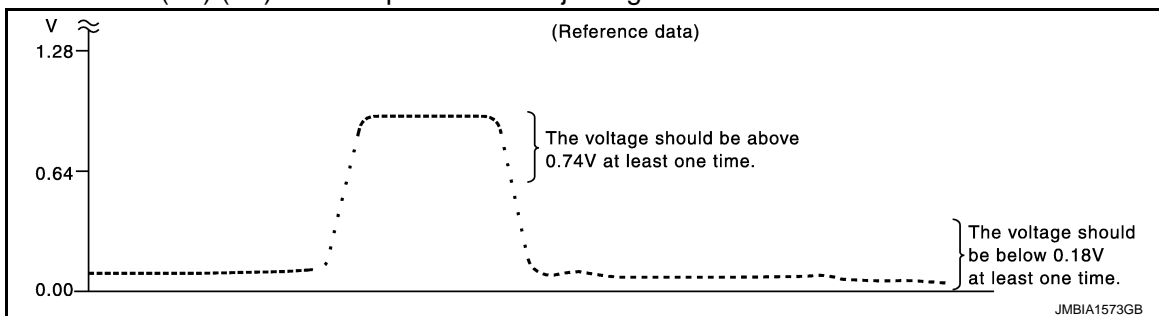 V
(Reference data)
1.28
The voltage should be above
0.74V at least one time.
0.64
The voltage should
be below 0.18V
at least one time.
0.00
JMBIA1573GB